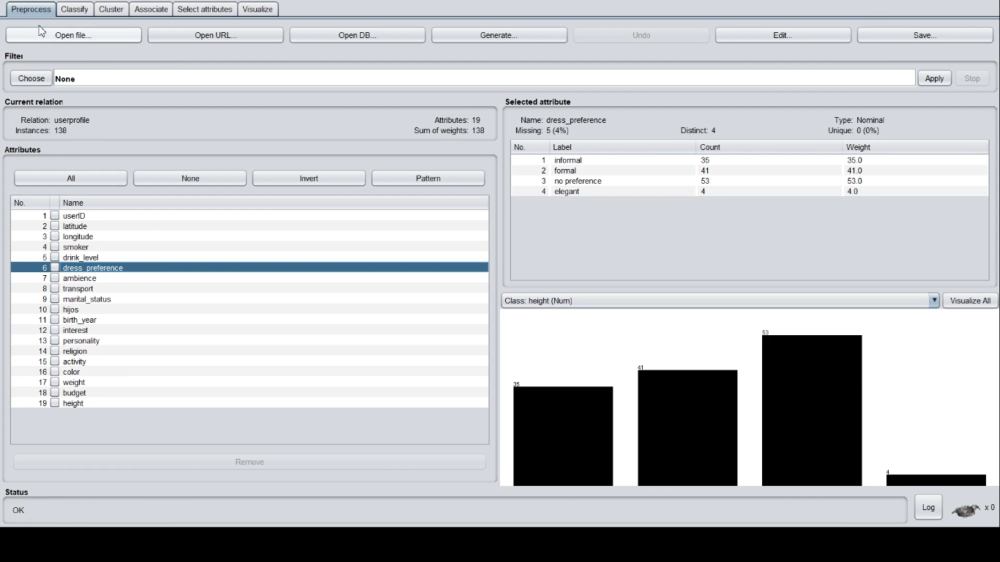 Preprocess Classify Cluster Associate Select attributes Visualize
Open file... Open URL... Open DB... Generate... Undo Edit... Save...
Filter
Choose None Apply Stop
Current relation
Relation: userprofile Attributes: 19
Instances: 138 Sum of weights: 138
Attributes
All None Invert Pattern
No. Name
1 userID
2 latitude
3 longitude
4 smoker
5 drink_level
6 dress_preference
7 ambience
8 transport
9 marital_status
10 hijos
11 birth_year
12 interest
13 personality
14 religion
15 activity
16 color
17 weight
18 budget
19 height
Remove
Selected attribute
Name: dress_preference Type: Nominal
Missing: 5 (4%) Distinct: 4 Unique: 0 (0%)
No. Label Count Weight
1 informal 35 35.0
2 formal 41 41.0
3 no preference 53 53.0
4 elegant 4 4.0
Class: height (Num) Visualize All
35 41 53 4
Status
OK Log x 0